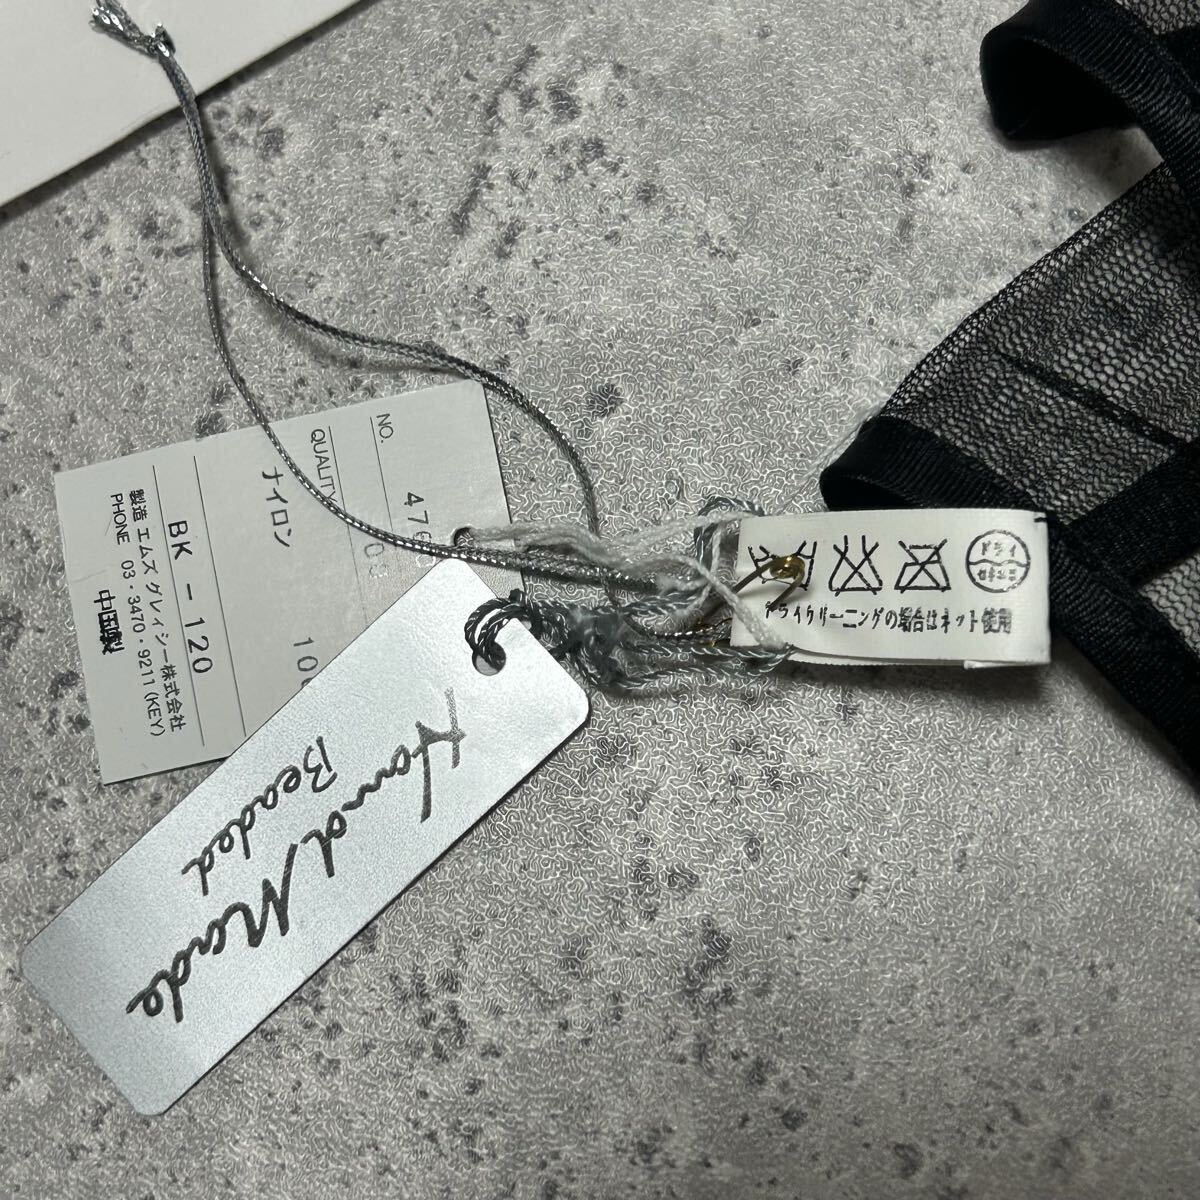 NO.
QUALITY
ナイロン
BK - 120
製造 エムズ グレィシー株式会社
PHONE 03・3470・9211 (KEY)
中国製
Hand Made
Beaded
ドライ
ドライクリーニングの場合はネット使用